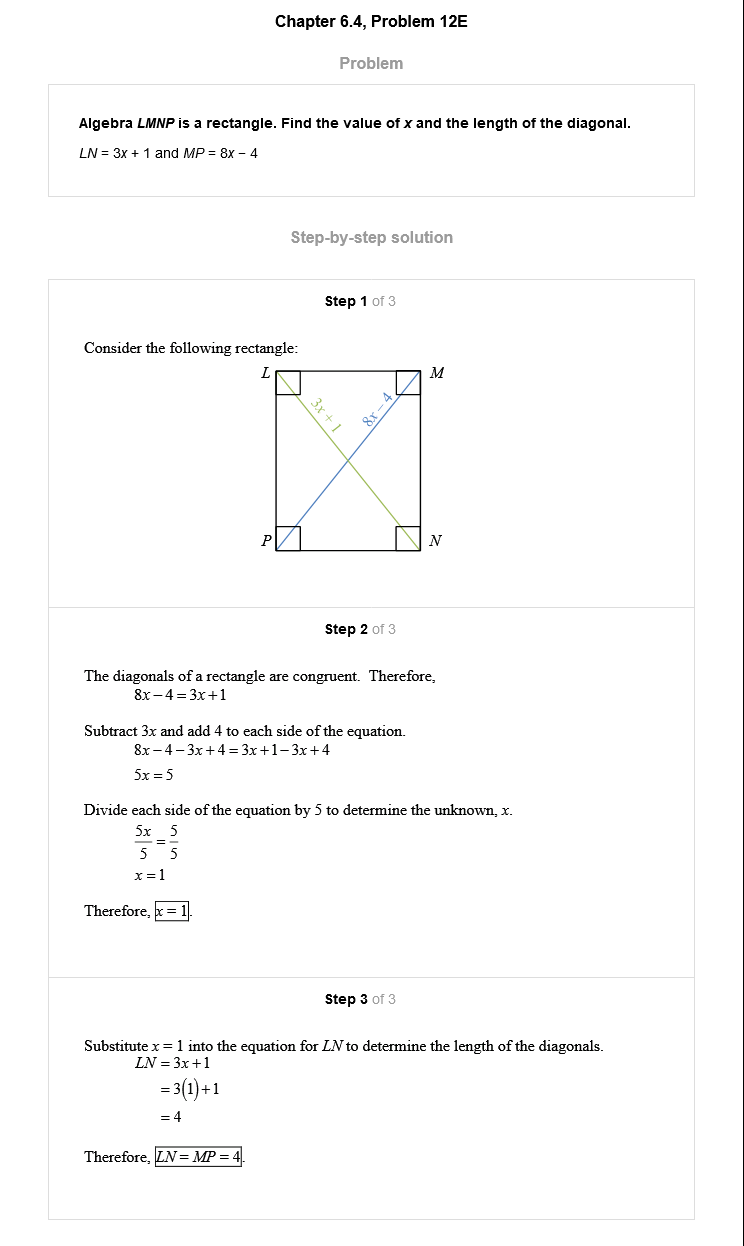 Chapter 6.4, Problem 12E
Problem
Algebra LMNP is a rectangle. Find the value of x and the length of the diagonal.
LN = 3x + 1 and MP = 8x − 4
Step-by-step solution
Step 1 of 3
Consider the following rectangle:
L
M
3x + 1
8x − 4
P
N
Step 2 of 3
The diagonals of a rectangle are congruent. Therefore,
8x − 4 = 3x + 1
Subtract 3x and add 4 to each side of the equation.
8x − 4 − 3x + 4 = 3x + 1 − 3x + 4
5x = 5
Divide each side of the equation by 5 to determine the unknown, x.
5x/5 = 5/5
x = 1
Therefore, x = 1.
Step 3 of 3
Substitute x = 1 into the equation for LN to determine the length of the diagonals.
LN = 3x + 1
= 3(1) + 1
= 4
Therefore, LN = MP = 4.